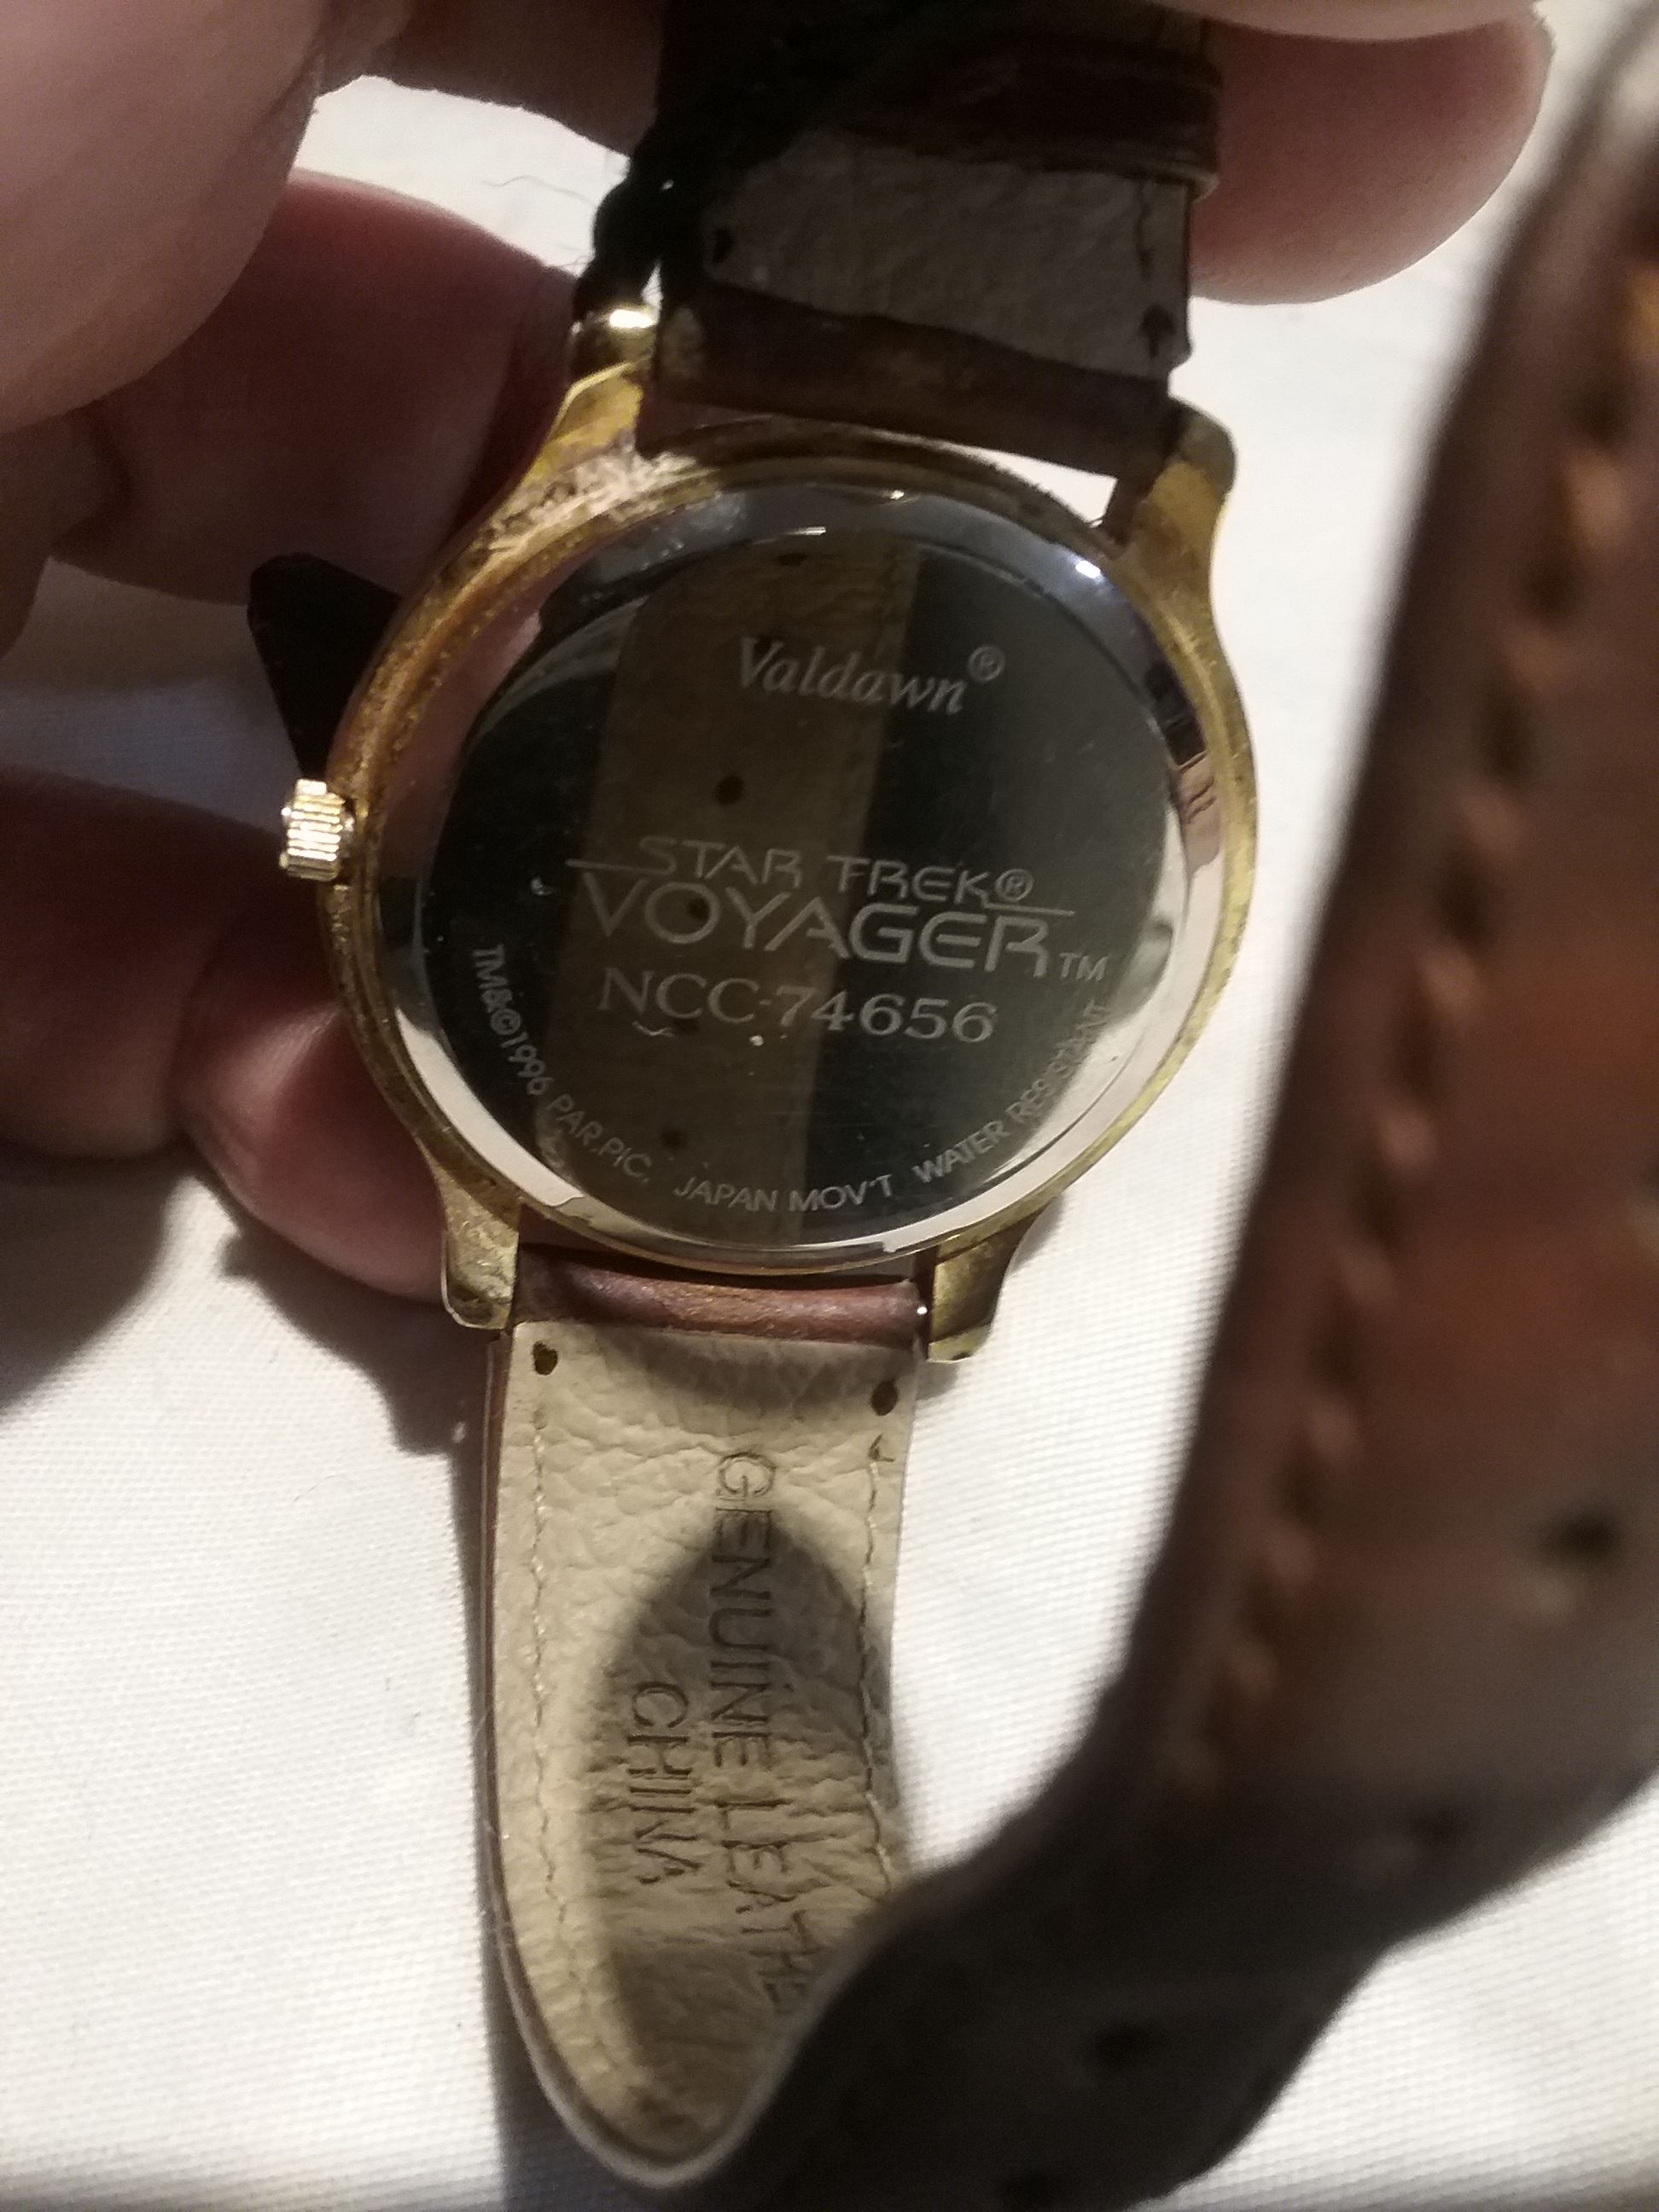 Valdawn®
STAR TREK®
VOYAGER™
NCC-74656
TM&©1996 PAR.PIC. JAPAN MOV'T WATER RESISTANT
GENUINE LEATHE
CHINA